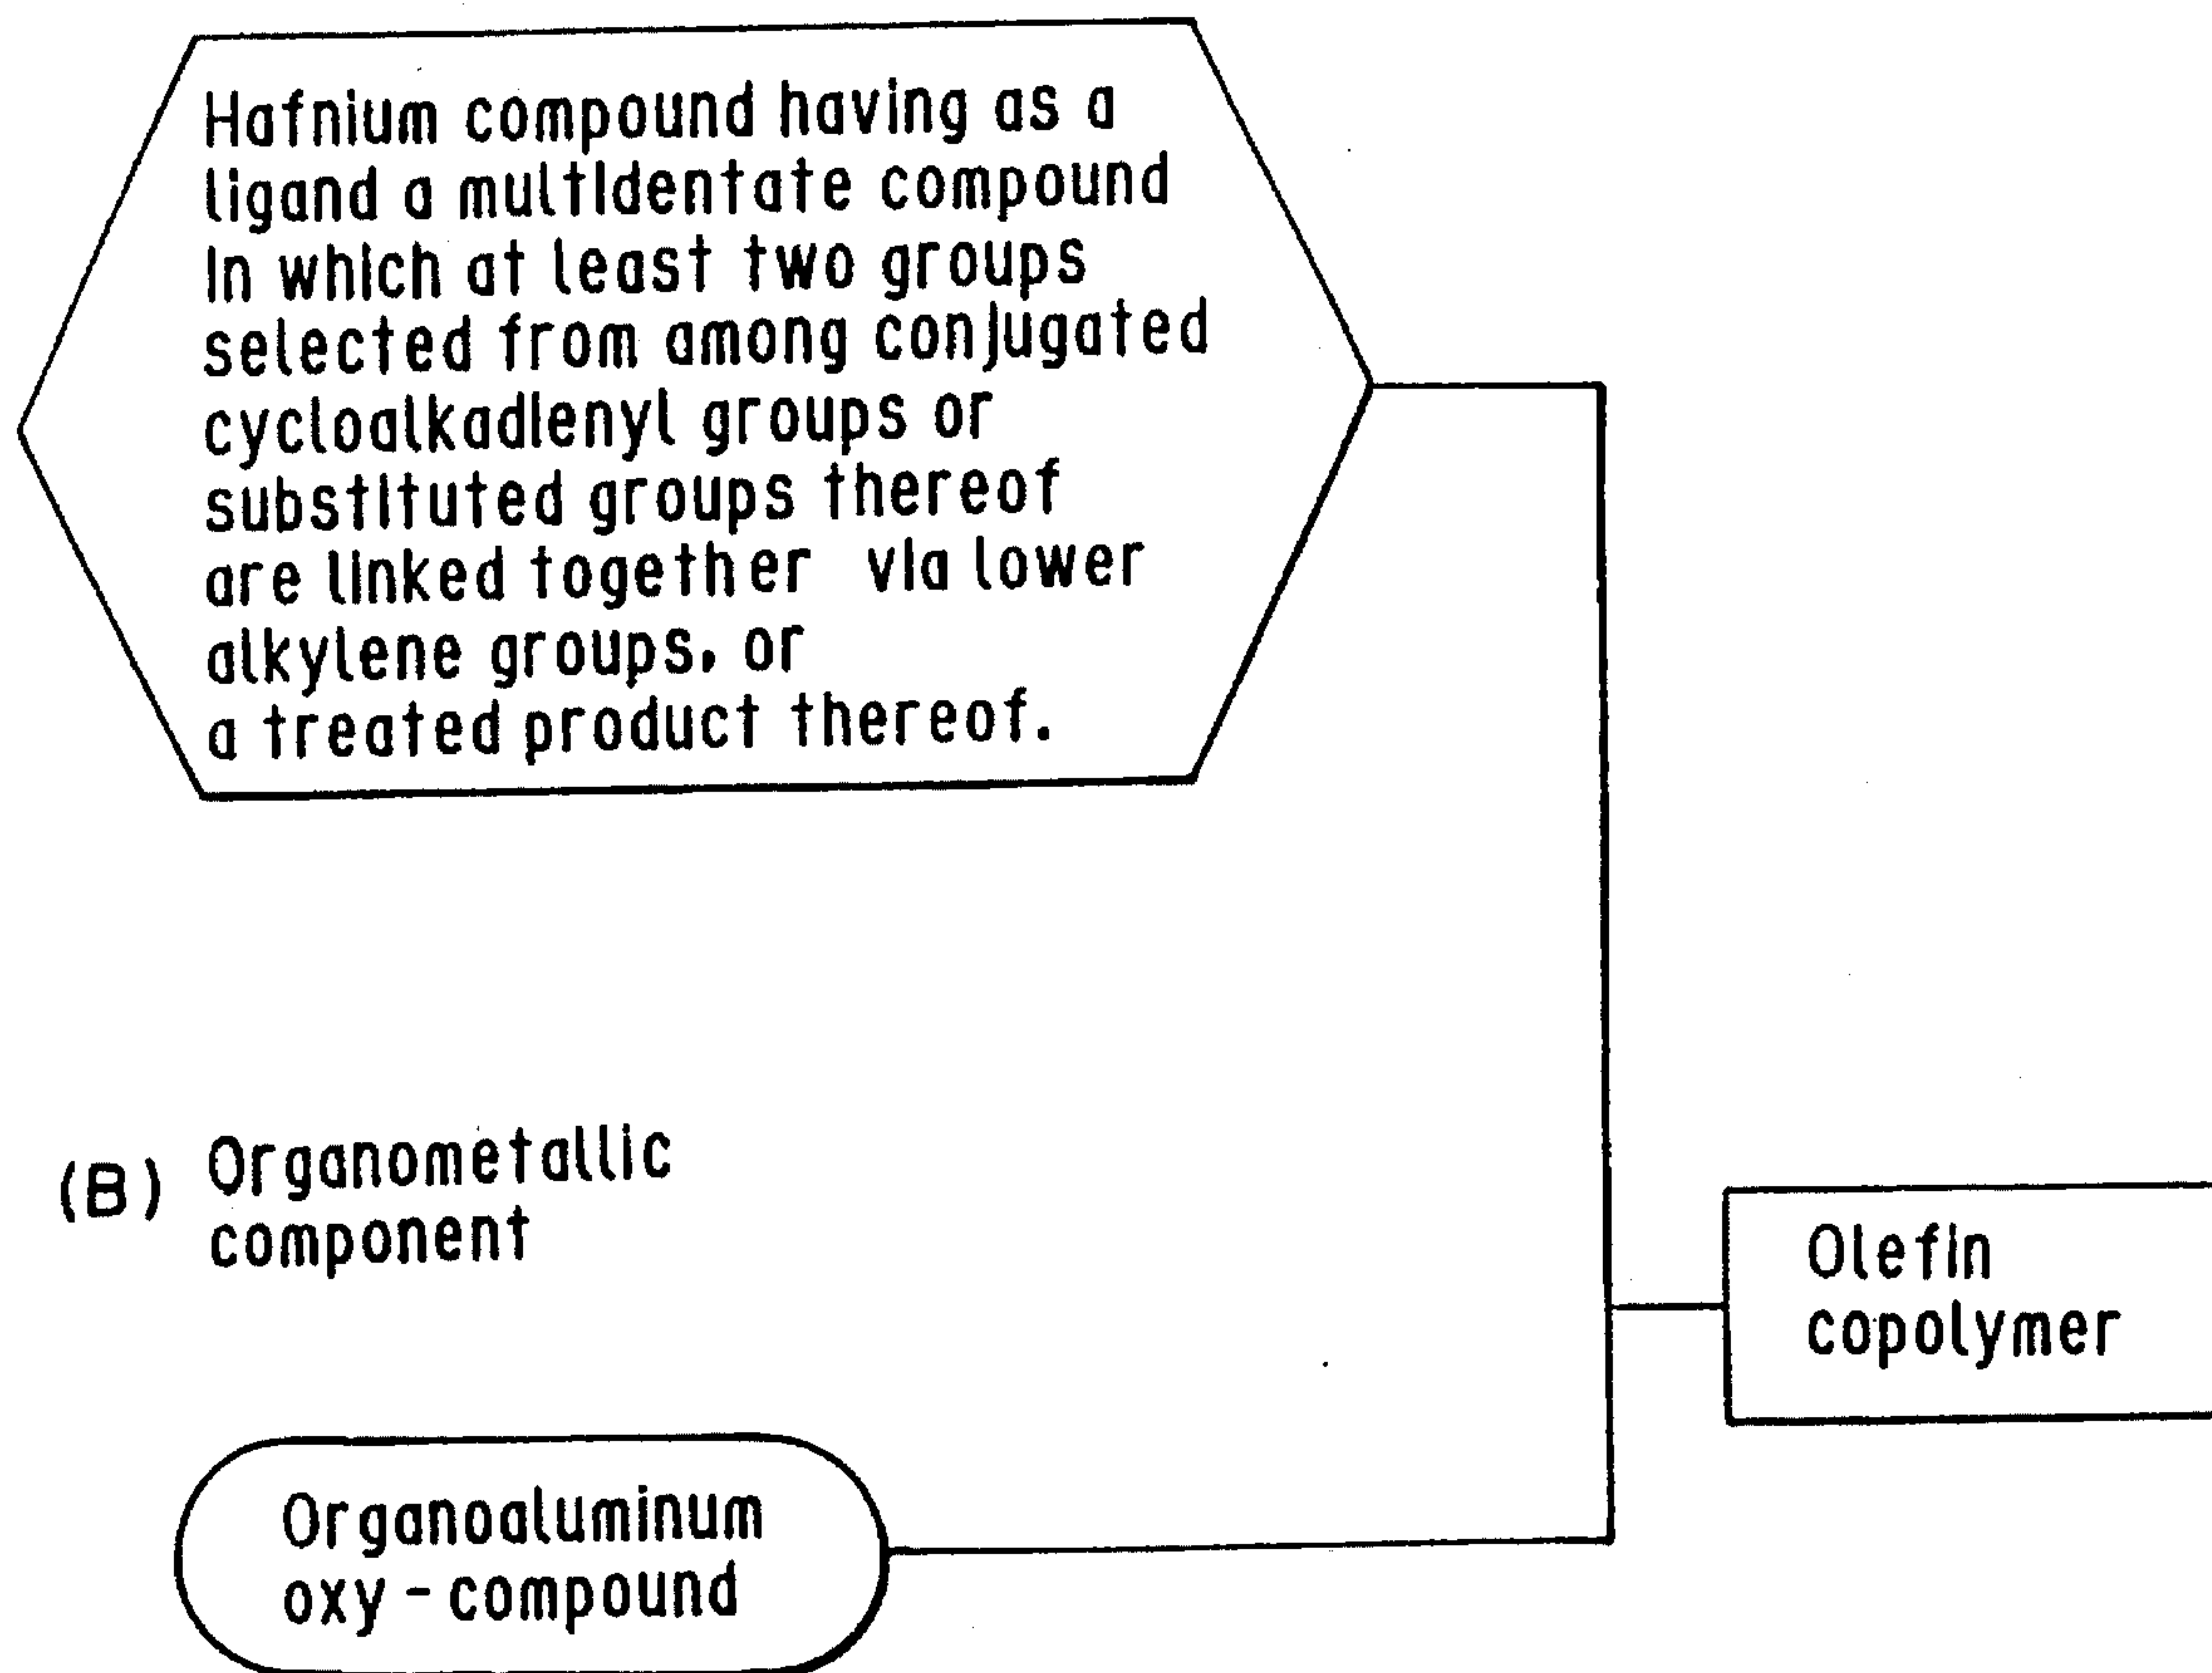 Hafnium compound having as a
ligand a multidentate compound
in which at least two groups
selected from among conjugated
cycloalkadienyl groups or
substituted groups thereof
are linked together via lower
alkylene groups, or
a treated product thereof.
(B) Organometallic
component
Olefin
copolymer
Organoaluminum
oxy-compound